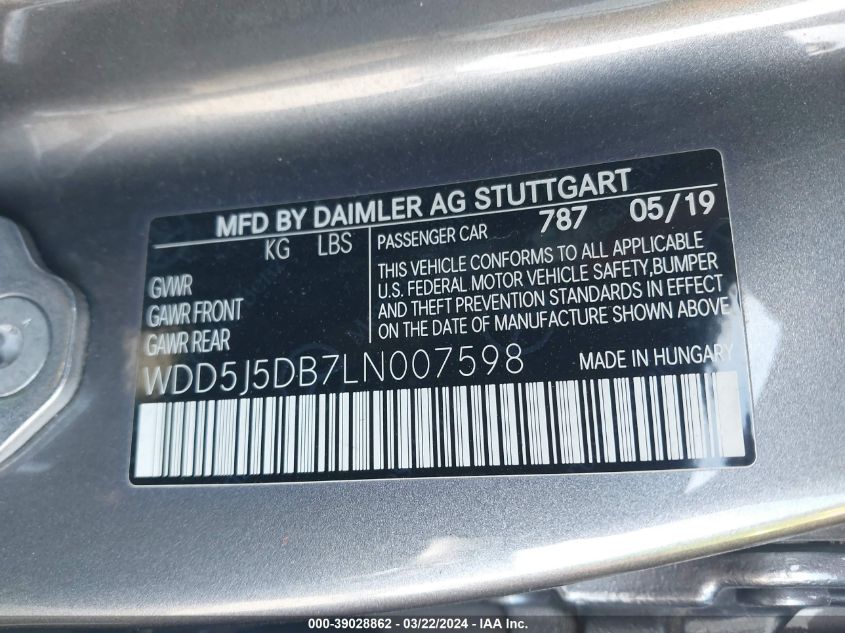 MFD BY DAIMLER AG STUTTGART
KG LBS
GVWR
GAWR FRONT
GAWR REAR
PASSENGER CAR 787 05/19
THIS VEHICLE CONFORMS TO ALL APPLICABLE
U.S. FEDERAL MOTOR VEHICLE SAFETY,BUMPER
AND THEFT PREVENTION STANDARDS IN EFFECT
ON THE DATE OF MANUFACTURE SHOWN ABOVE
WDD5J5DB7LN007598 MADE IN HUNGARY
000-39028862 - 03/22/2024 - IAA Inc.